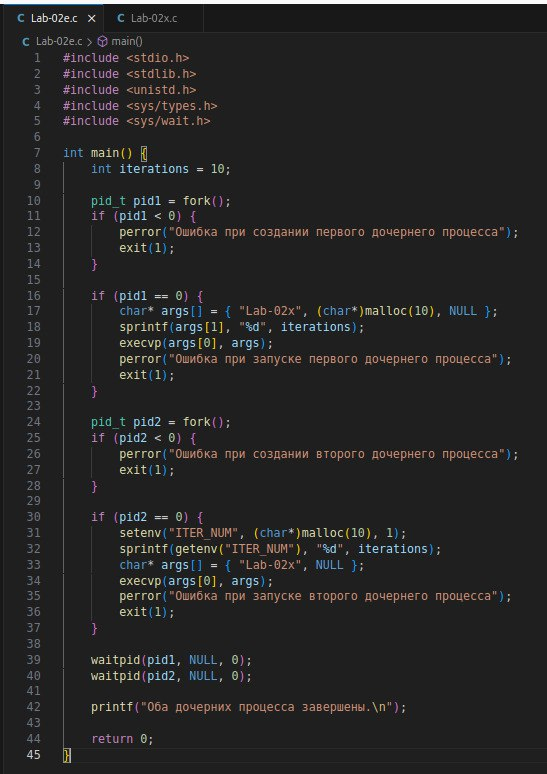 C Lab-02e.c × C Lab-02x.c
C Lab-02e.c > main()
1 #include <stdio.h>
2 #include <stdlib.h>
3 #include <unistd.h>
4 #include <sys/types.h>
5 #include <sys/wait.h>
6
7 int main() {
8     int iterations = 10;
9
10     pid_t pid1 = fork();
11     if (pid1 < 0) {
12         perror("Ошибка при создании первого дочернего процесса");
13         exit(1);
14     }
15
16     if (pid1 == 0) {
17         char* args[] = { "Lab-02x", (char*)malloc(10), NULL };
18         sprintf(args[1], "%d", iterations);
19         execvp(args[0], args);
20         perror("Ошибка при запуске первого дочернего процесса");
21         exit(1);
22     }
23
24     pid_t pid2 = fork();
25     if (pid2 < 0) {
26         perror("Ошибка при создании второго дочернего процесса");
27         exit(1);
28     }
29
30     if (pid2 == 0) {
31         setenv("ITER_NUM", (char*)malloc(10), 1);
32         sprintf(getenv("ITER_NUM"), "%d", iterations);
33         char* args[] = { "Lab-02x", NULL };
34         execvp(args[0], args);
35         perror("Ошибка при запуске второго дочернего процесса");
36         exit(1);
37     }
38
39     waitpid(pid1, NULL, 0);
40     waitpid(pid2, NULL, 0);
41
42     printf("Оба дочерних процесса завершены.\n");
43
44     return 0;
45 }